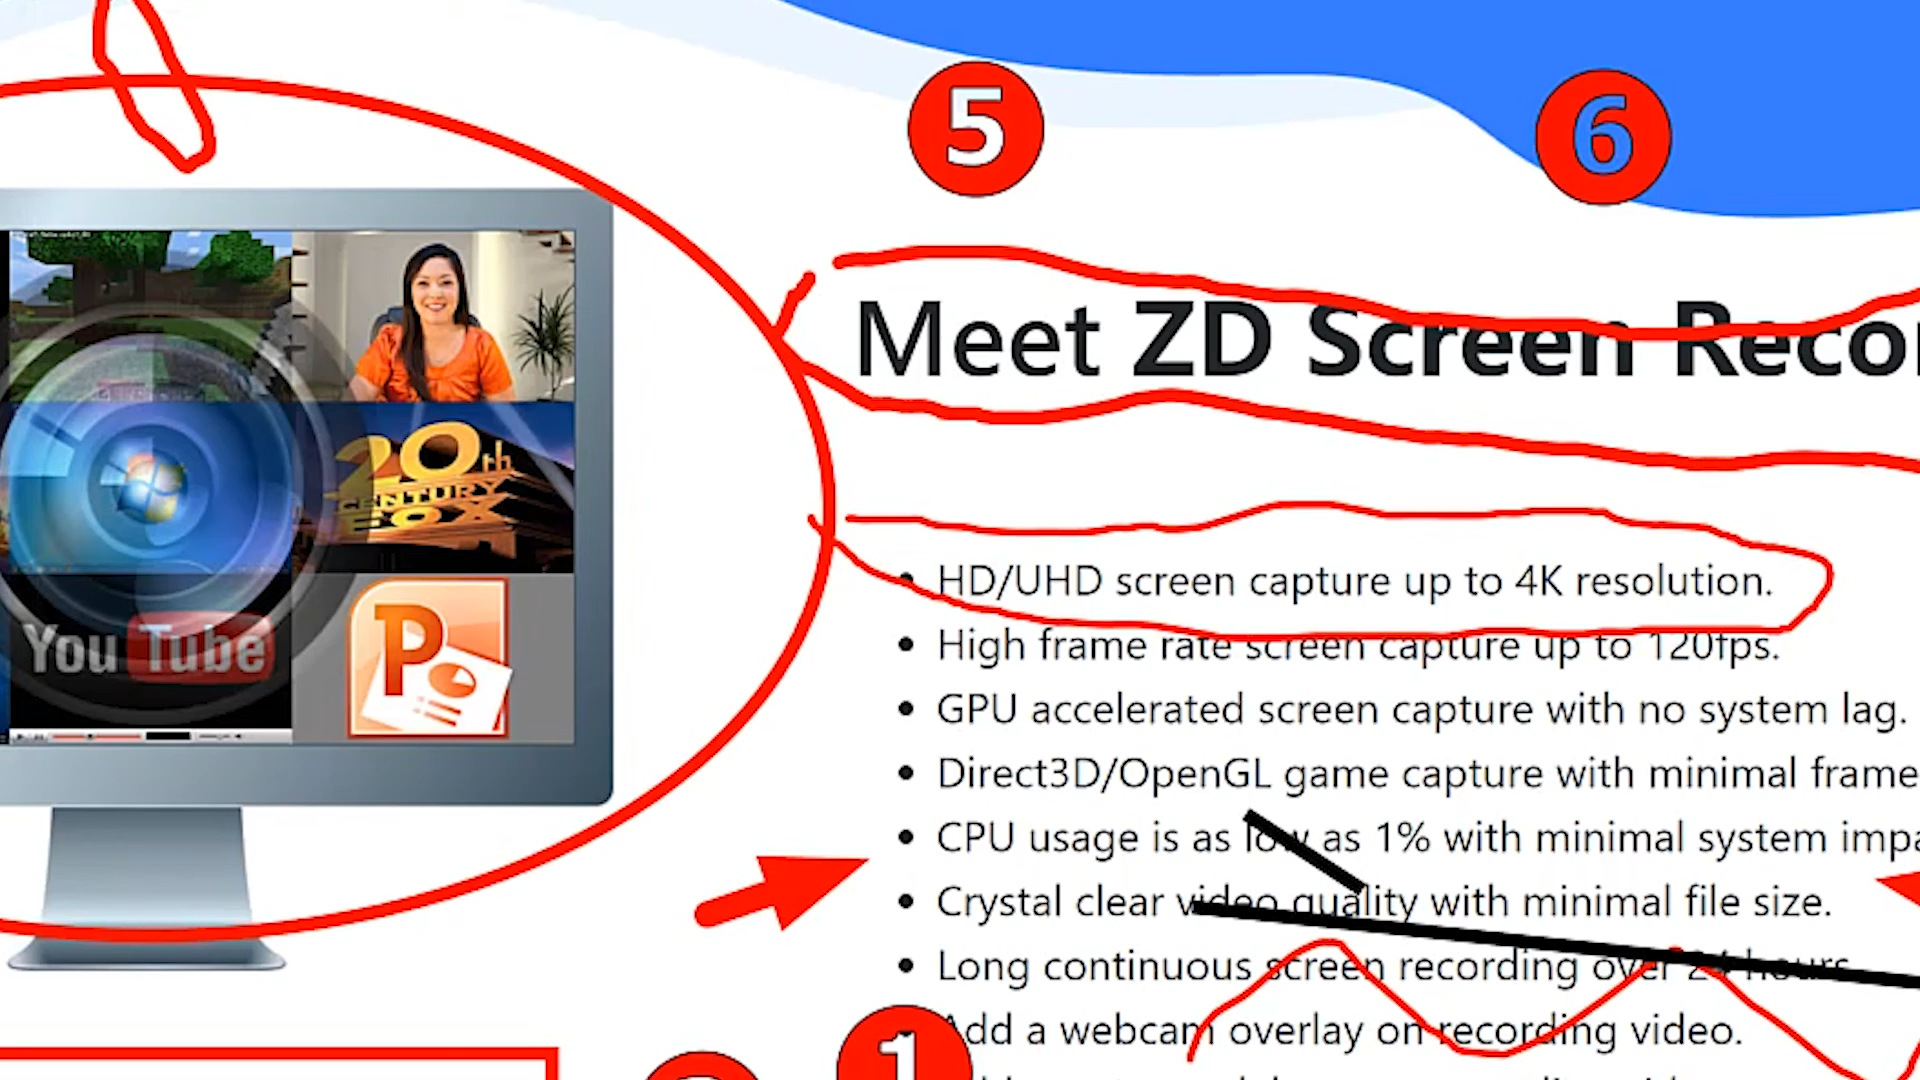 5
6
Meet ZD Screen Recor
20th
CENTURY
FOX
You Tube
P
HD/UHD screen capture up to 4K resolution.
High frame rate screen capture up to 120fps.
GPU accelerated screen capture with no system lag.
Direct3D/OpenGL game capture with minimal frame
CPU usage is as low as 1% with minimal system impa
Crystal clear video quality with minimal file size.
Long continuous screen recording over 24 hours.
Add a webcam overlay on recording video.
1